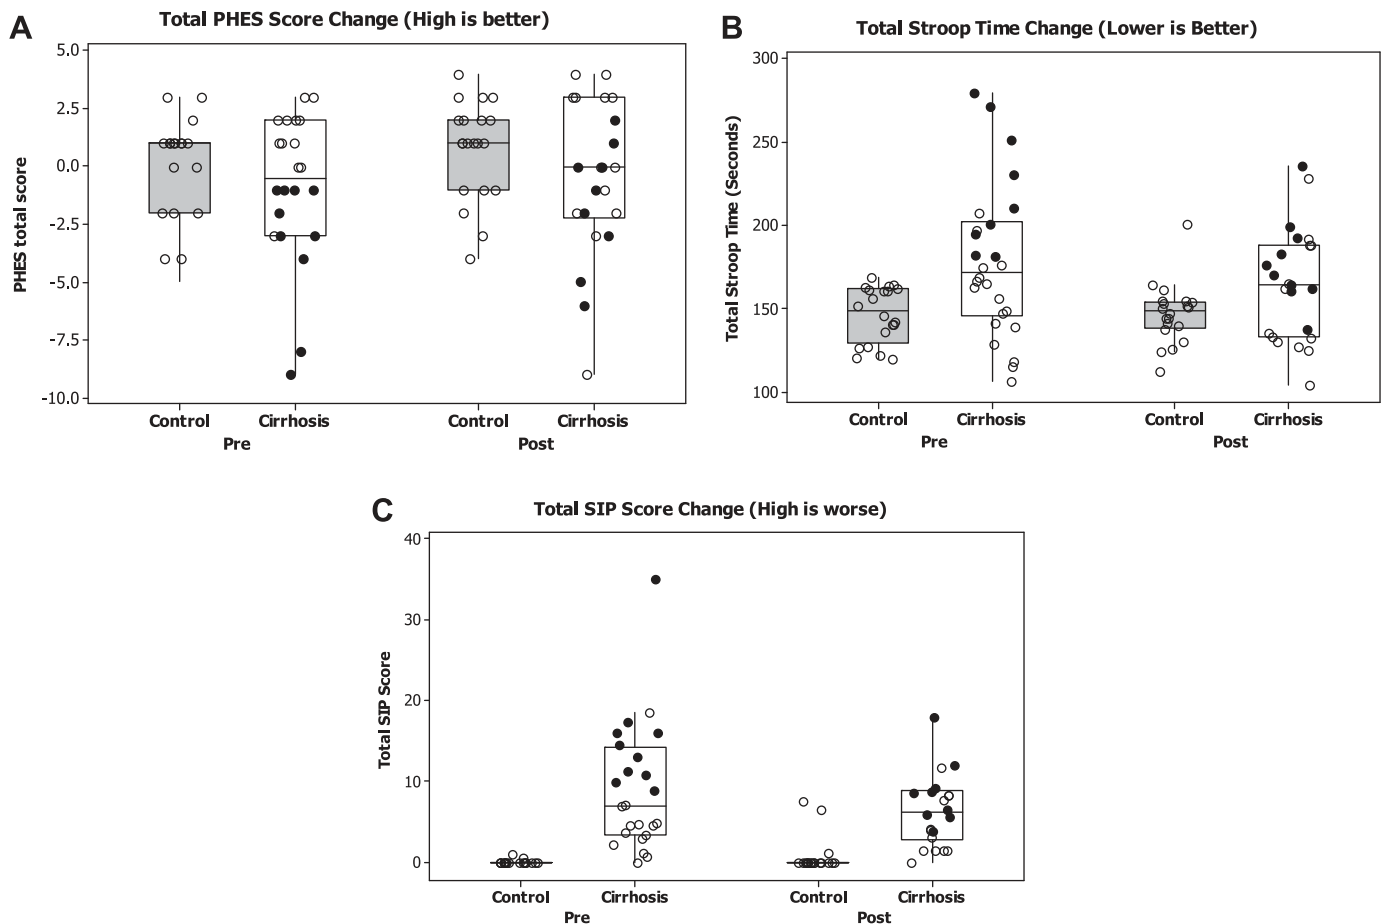 A
Total PHES Score Change (High is better)
PHES total score
5.0
2.5
0.0
-2.5
-5.0
-7.5
-10.0
Control Cirrhosis Control Cirrhosis
Pre Post
B
Total Stroop Time Change (Lower is Better)
Total Stroop Time (Seconds)
300
250
200
150
100
Control Cirrhosis Control Cirrhosis
Pre Post
C
Total SIP Score Change (High is worse)
Total SIP Score
40
30
20
10
0
Control Cirrhosis Control Cirrhosis
Pre Post